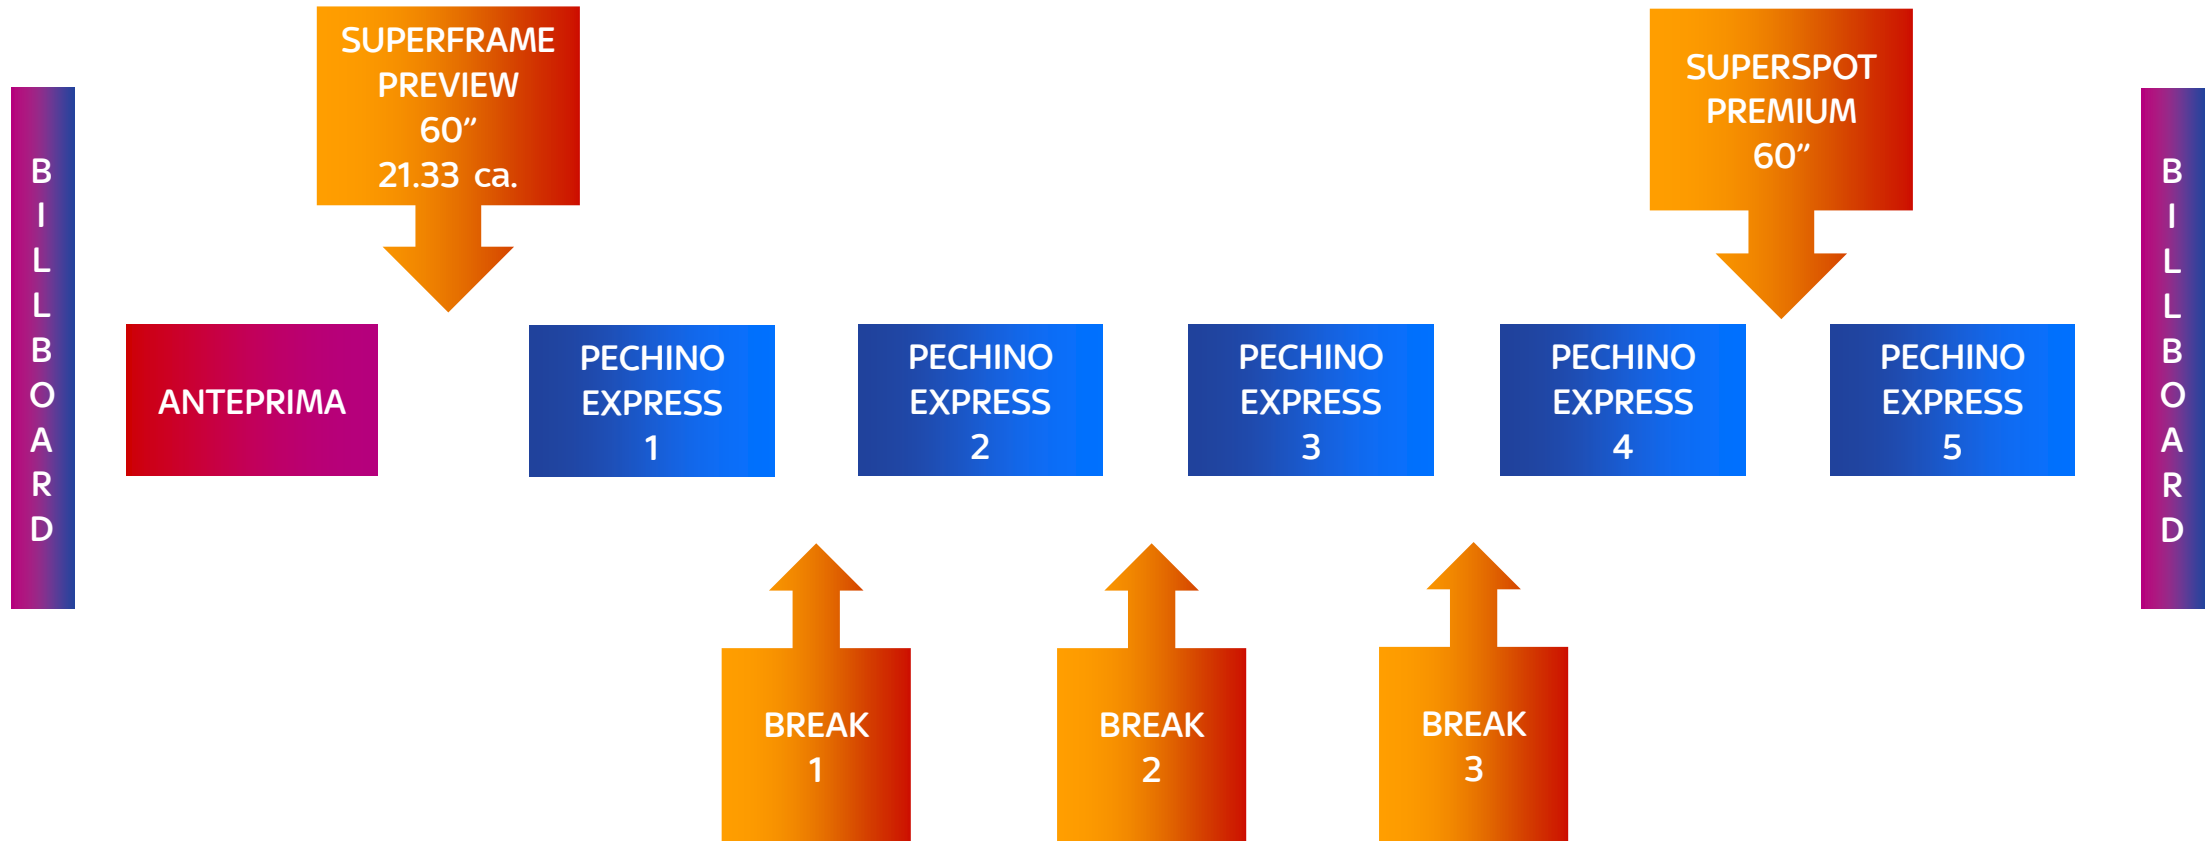 BILLBOARD
SUPERFRAME
PREVIEW
60”
21.33 ca.
SUPERSPOT
PREMIUM
60”
ANTEPRIMA
PECHINO
EXPRESS
1
PECHINO
EXPRESS
2
PECHINO
EXPRESS
3
PECHINO
EXPRESS
4
PECHINO
EXPRESS
5
BREAK
1
BREAK
2
BREAK
3
BILLBOARD